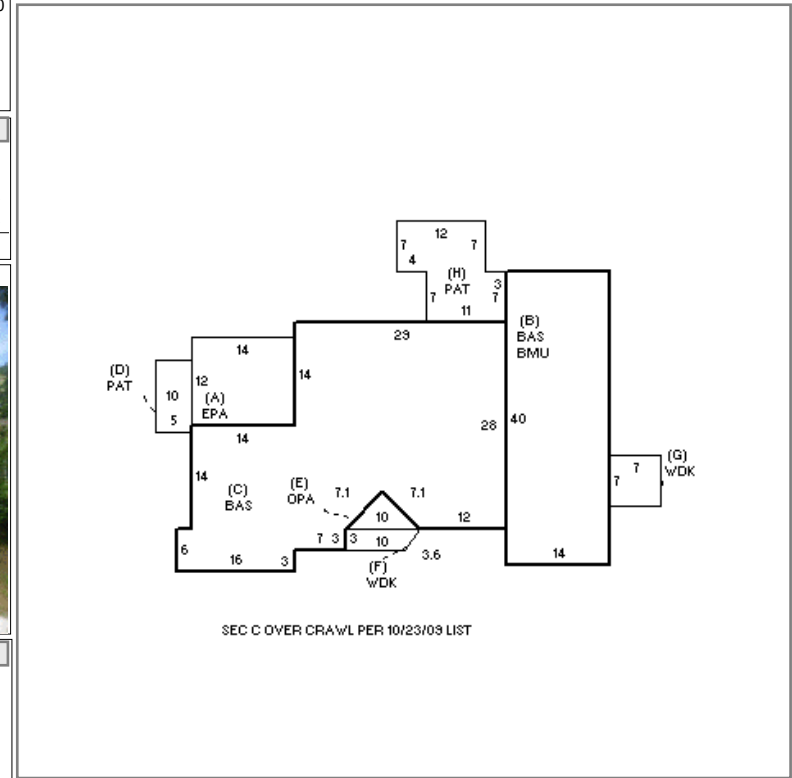 12
7 7
4
(H)
PAT
3
7 7
11
(B)
BAS
BMU
29
14
14
(D)
PAT
12
10
(A)
EPA
5
14
28 40
14
(C)
BAS
(E)
OPA
7.1 7.1
10
12
(G)
WDK
7
7
6
16
3
7 3 3 10
3.6
(F)
WDK
14
SEC C OVER CRAWL PER 10/23/09 LIST